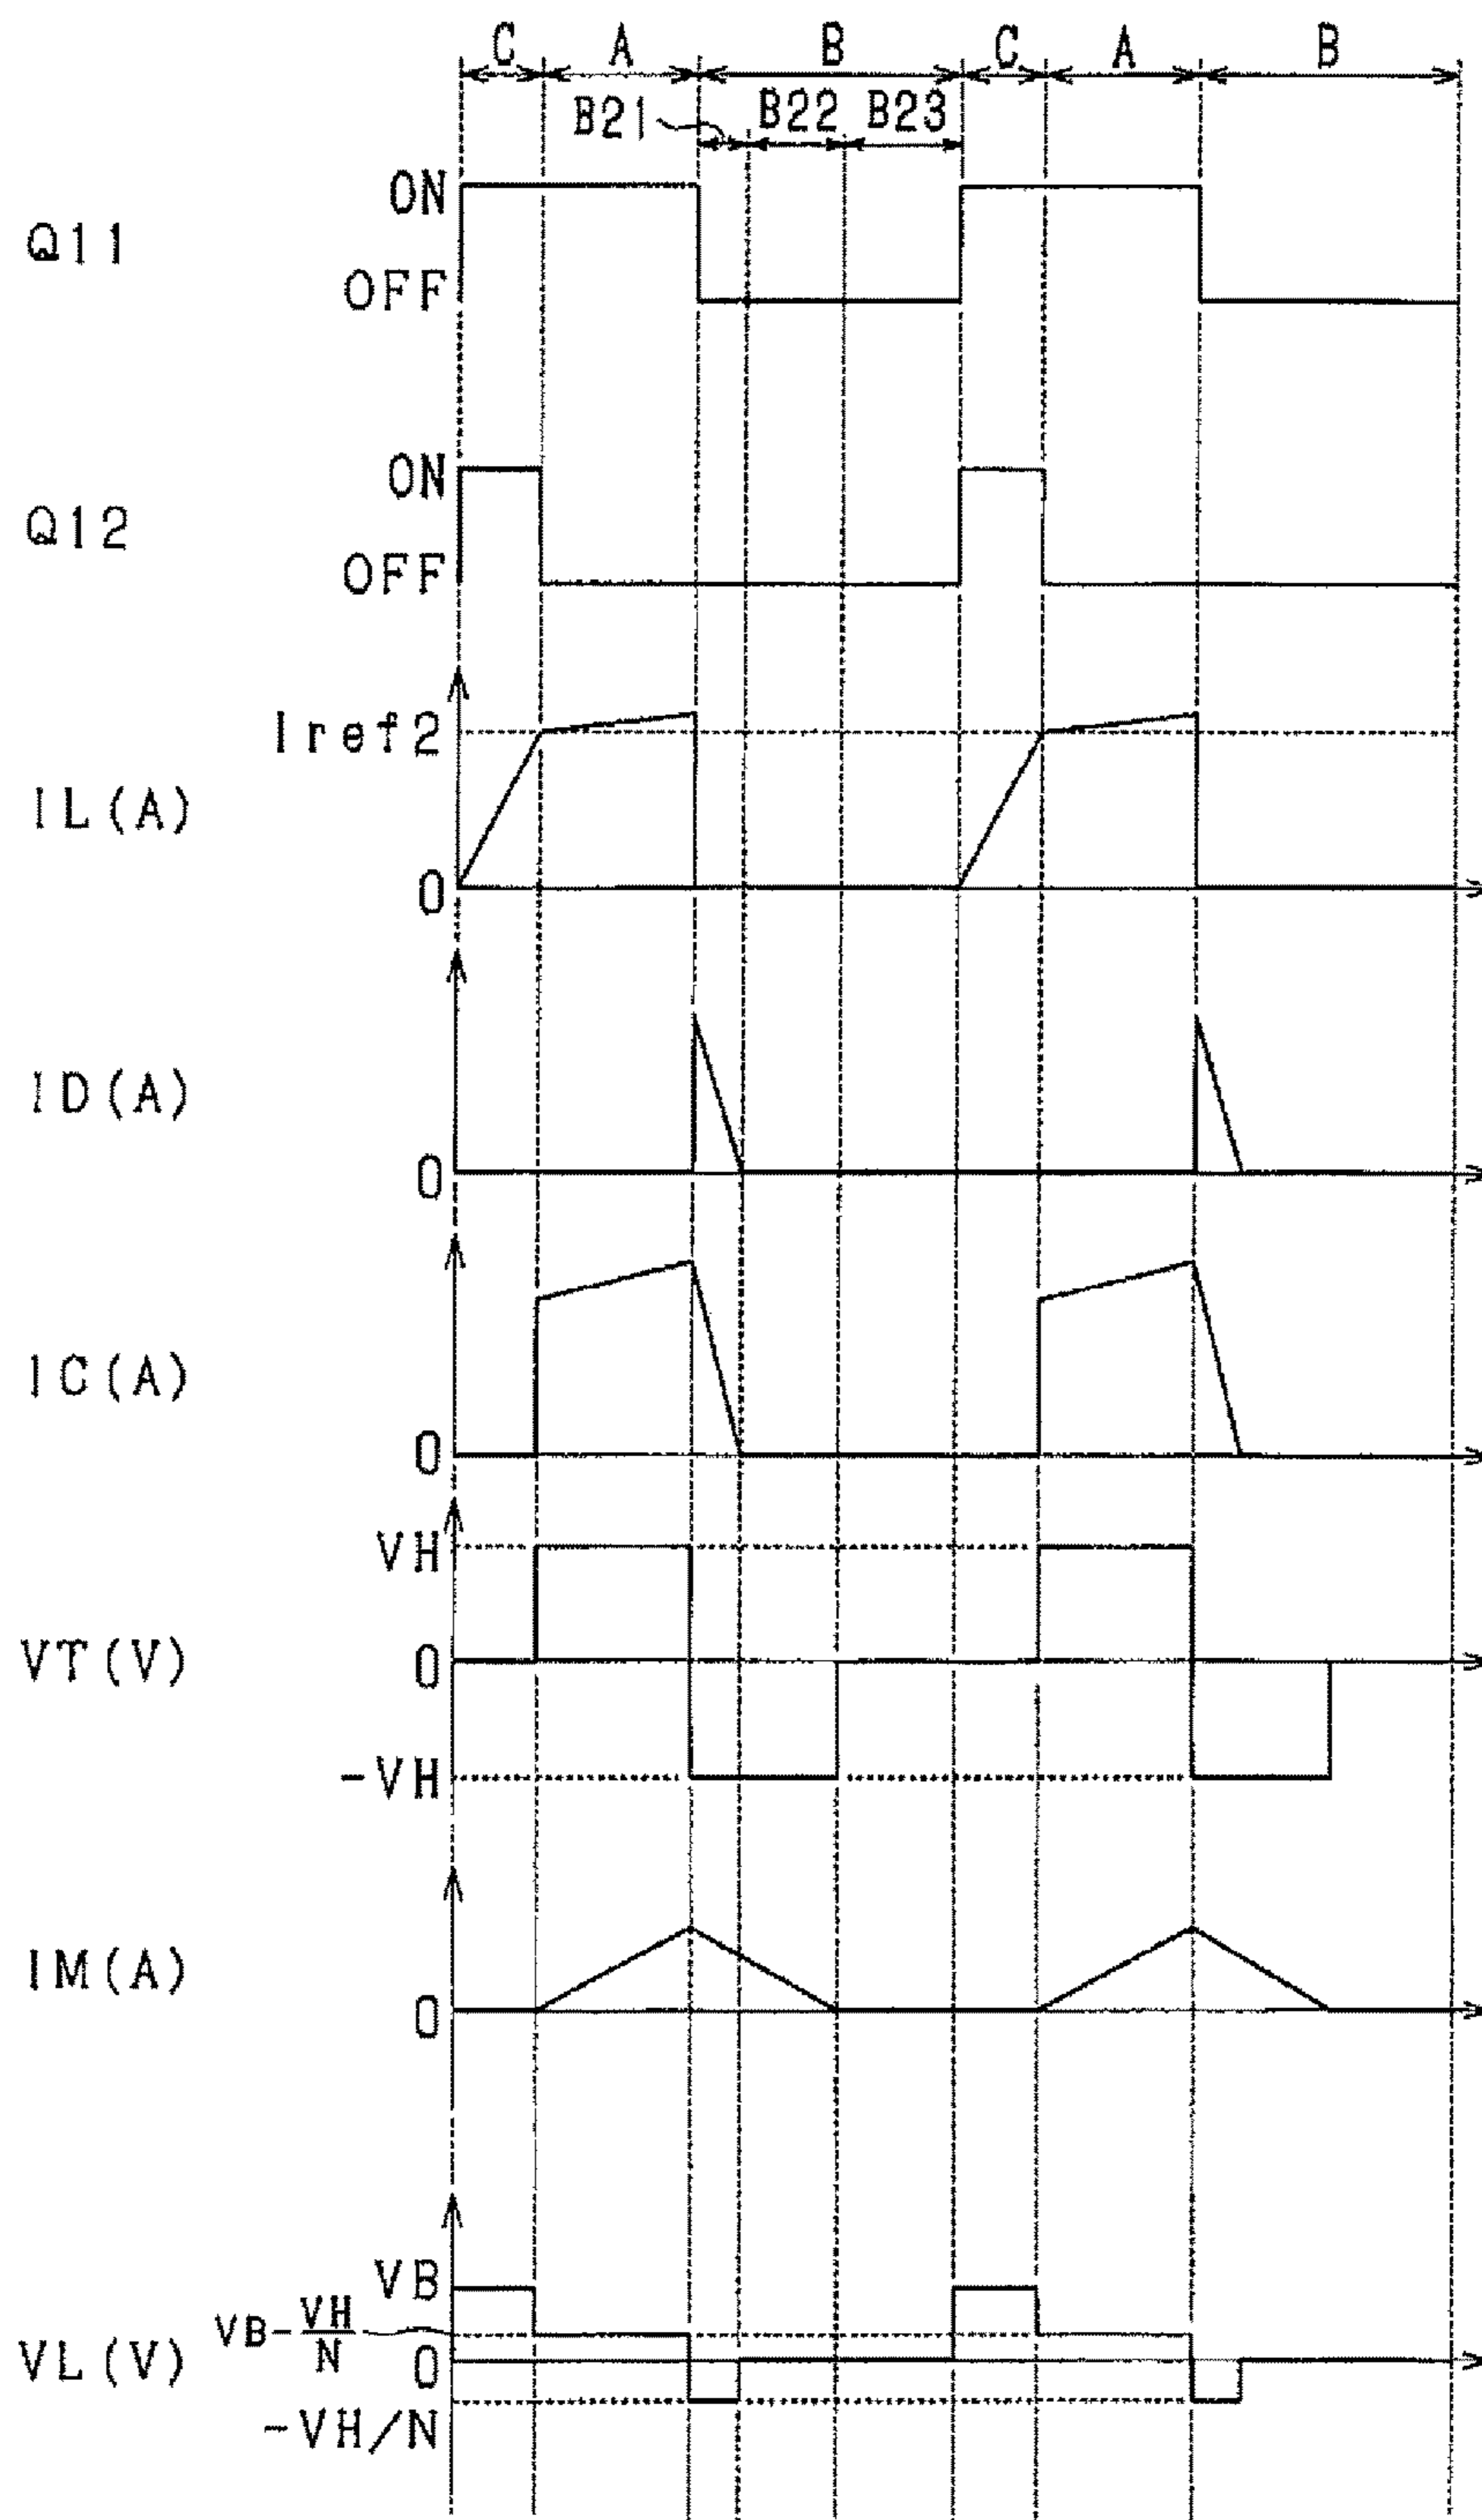 C A B C A B
B21 B22 B23
Q11
ON
OFF
Q12
ON
OFF
IL(A)
Iref2
0
ID(A)
0
IC(A)
0
VT(V)
VH
0
-VH
IM(A)
0
VL(V)
VB
VB-VH/N
0
-VH/N